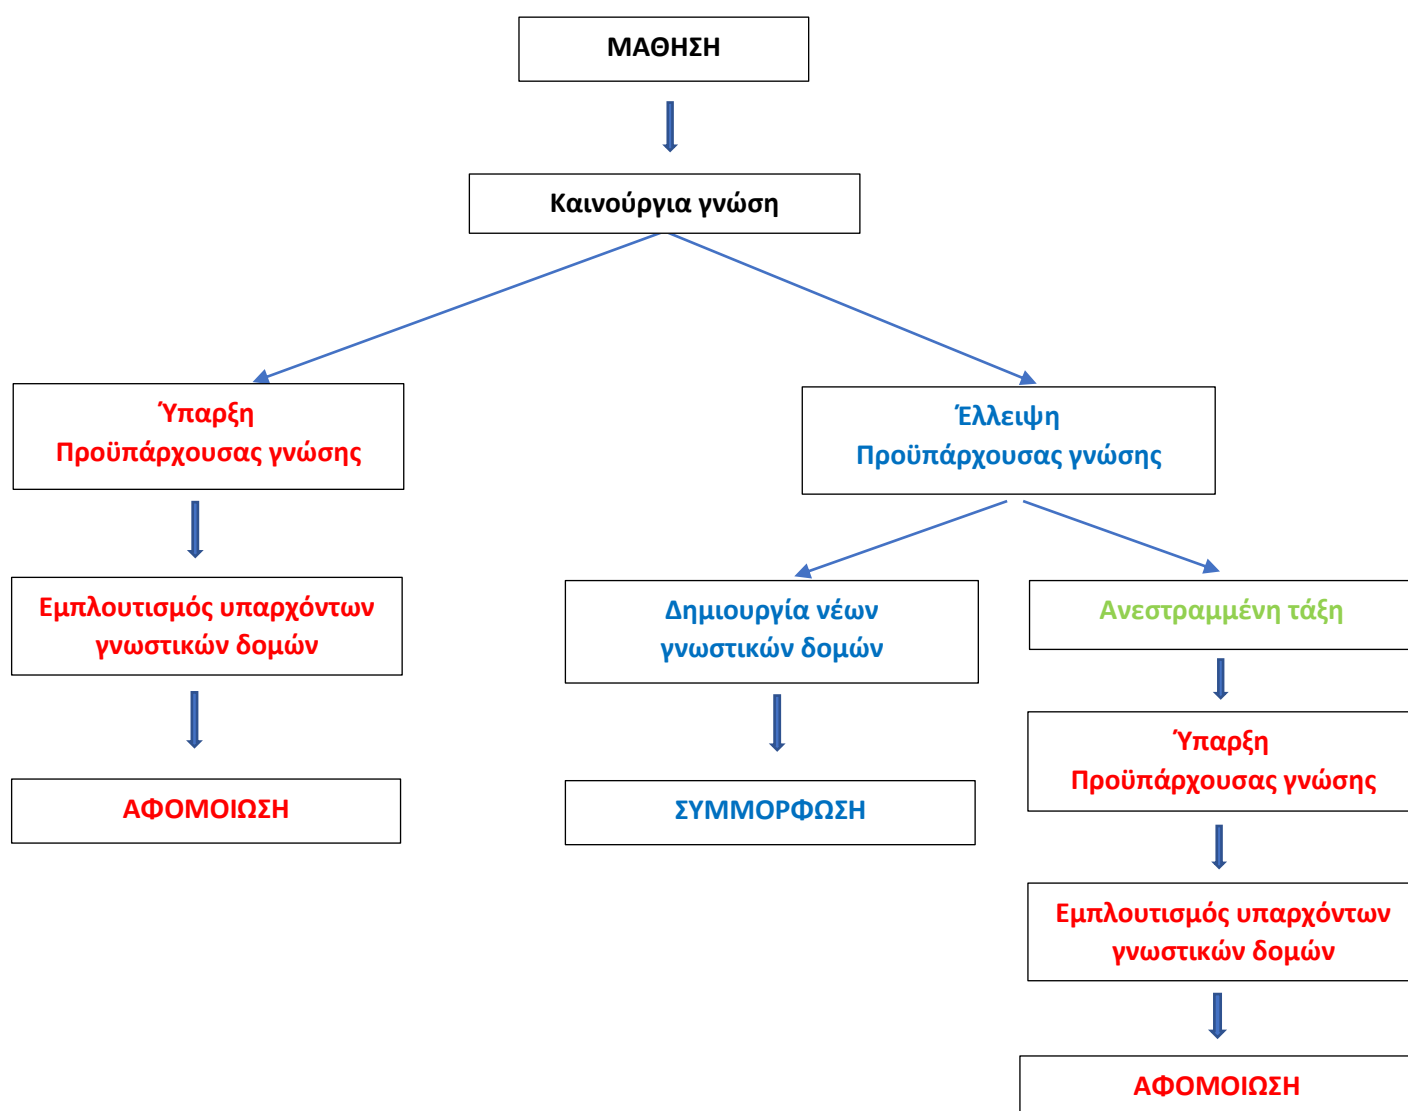 ΜΑΘΗΣΗ
Καινούργια γνώση
Ύπαρξη
Προϋπάρχουσας γνώσης
Έλλειψη
Προϋπάρχουσας γνώσης
Εμπλουτισμός υπαρχόντων
γνωστικών δομών
Δημιουργία νέων
γνωστικών δομών
Ανεστραμμένη τάξη
Ύπαρξη
Προϋπάρχουσας γνώσης
ΑΦΟΜΟΙΩΣΗ
ΣΥΜΜΟΡΦΩΣΗ
Εμπλουτισμός υπαρχόντων
γνωστικών δομών
ΑΦΟΜΟΙΩΣΗ